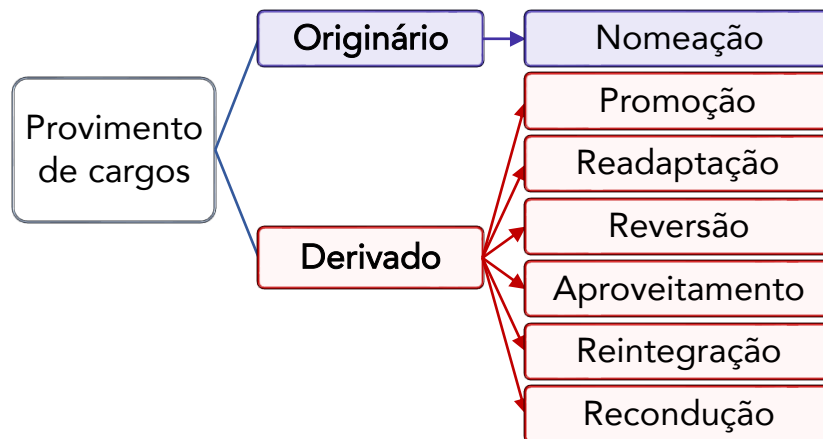 Provimento
de cargos
Originário
Nomeação
Derivado
Promoção
Readaptação
Reversão
Aproveitamento
Reintegração
Recondução